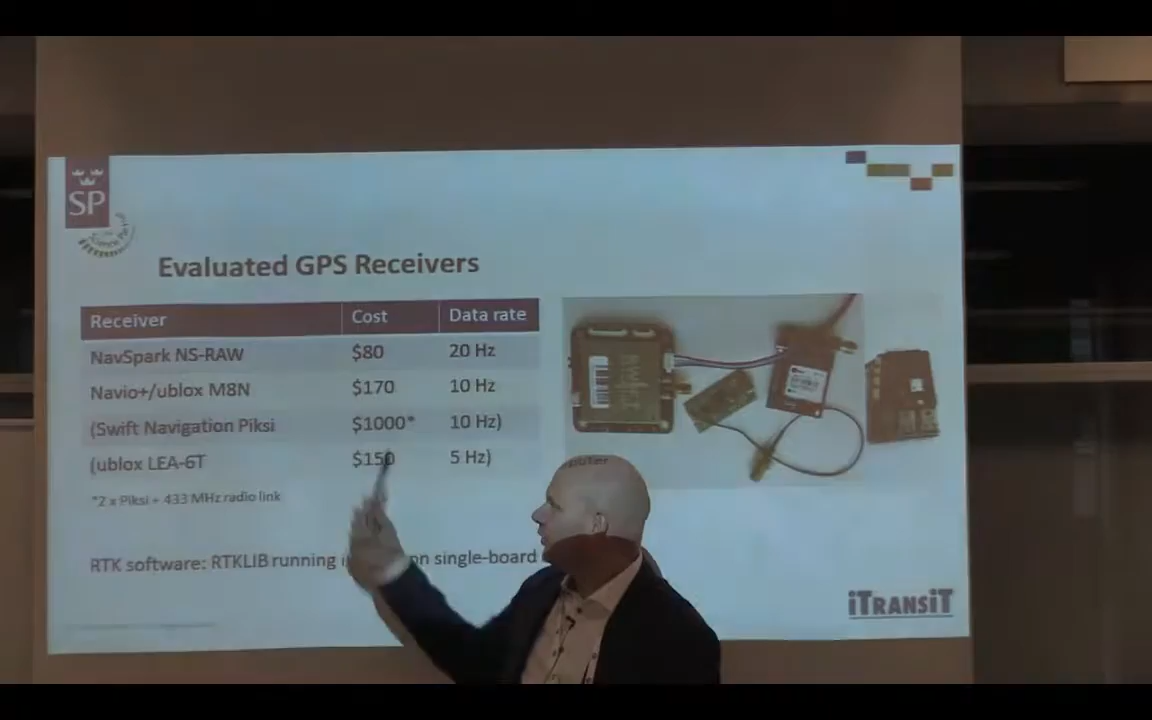 SP
Evaluated GPS Receivers
Receiver Cost Data rate
NavSpark NS-RAW $80 20 Hz
Navio+/ublox M8N $170 10 Hz
(Swift Navigation Piksi $1000* 10 Hz)
(ublox LEA-6T $150 5 Hz)
*2 x Piksi + 433 MHz radio link
RTK software: RTKLIB running on single-board
iTRANSIT